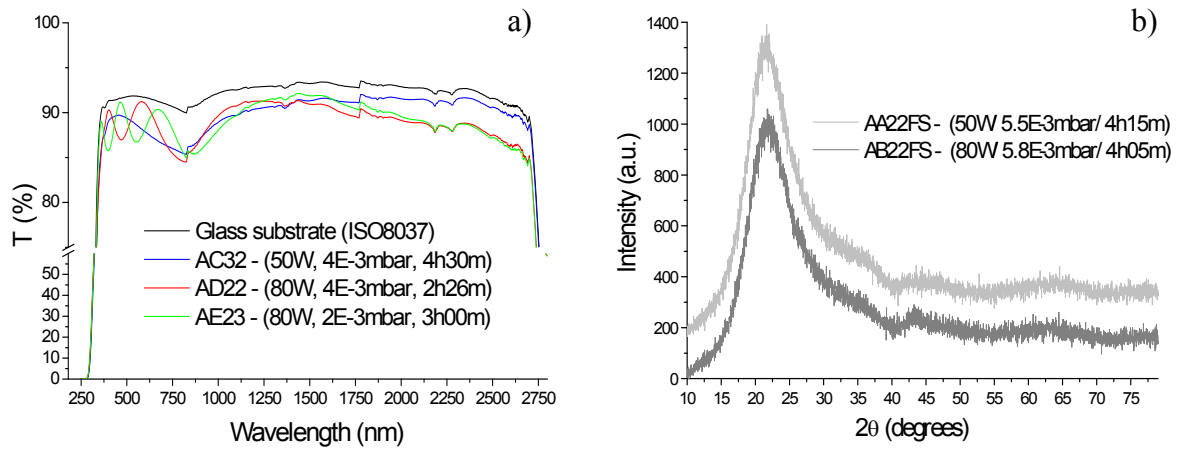 a)
100
90
80
50
40
30
20
10
0
T (%)
Glass substrate (ISO8037)
AC32 - (50W, 4E-3mbar, 4h30m)
AD22 - (80W, 4E-3mbar, 2h26m)
AE23 - (80W, 2E-3mbar, 3h00m)
250 500 750 1000 1250 1500 1750 2000 2250 2500 2750
Wavelength (nm)
b)
1400
1200
1000
800
600
400
200
0
Intensity (a.u.)
AA22FS - (50W 5.5E-3mbar/ 4h15m)
AB22FS - (80W 5.8E-3mbar/ 4h05m)
10 15 20 25 30 35 40 45 50 55 60 65 70 75
2θ (degrees)